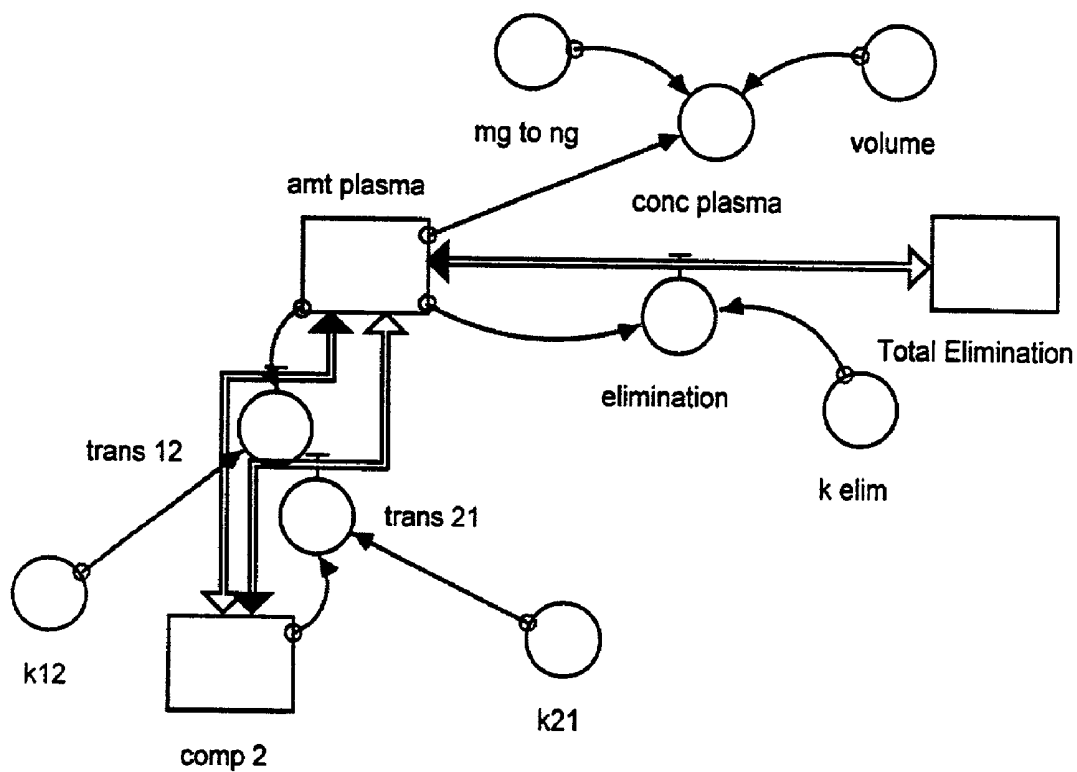 mg to ng
volume
amt plasma
conc plasma
Total Elimination
elimination
trans 12
k elim
trans 21
k12
k21
comp 2